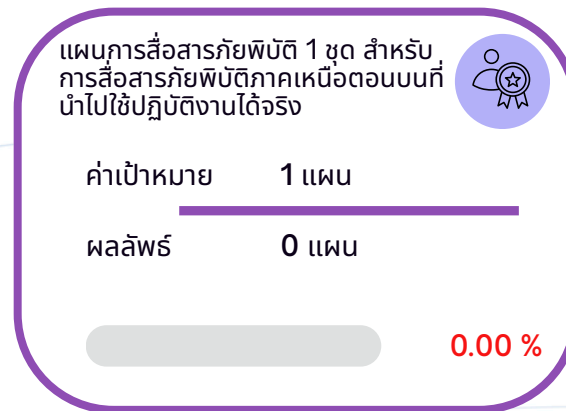 แผนการสื่อสารภัยพิบัติ 1 ชุด สำหรับ
การสื่อสารภัยพิบัติภาคเหนือตอนบนที่
นำไปใช้ปฏิบัติงานได้จริง
ค่าเป้าหมาย 1 แผน
ผลลัพธ์ 0 แผน
0.00 %